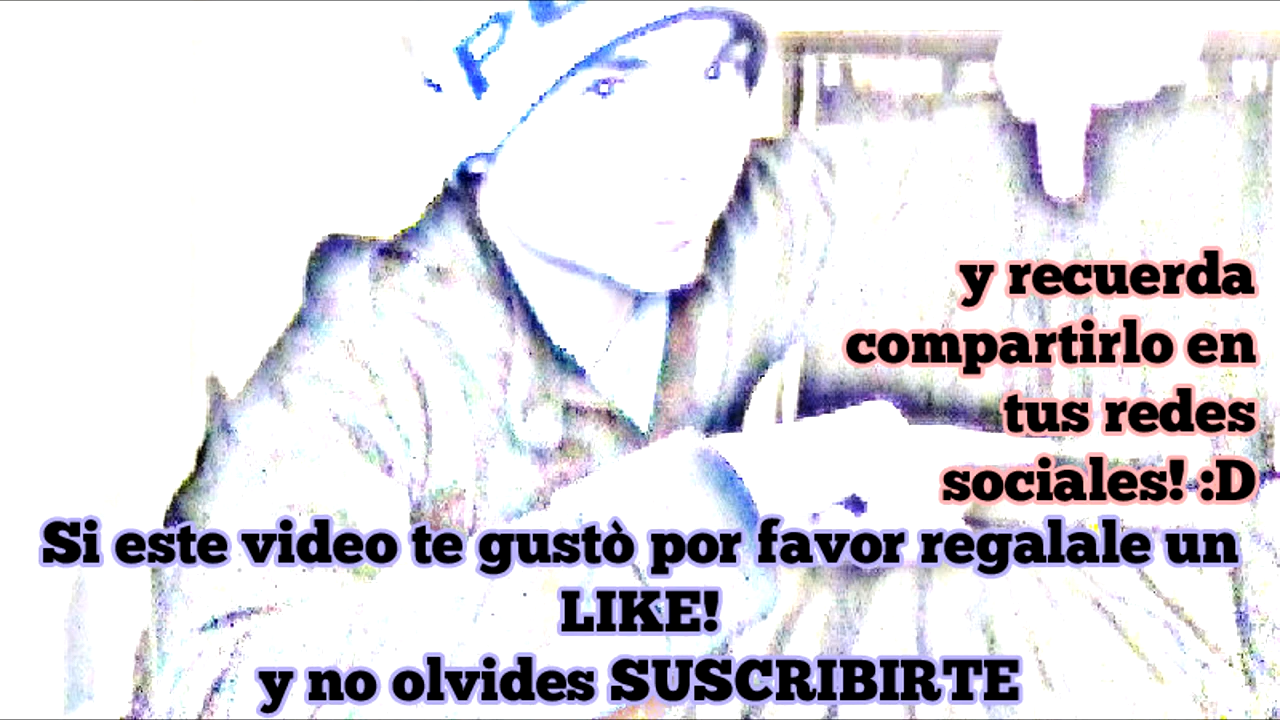 y recuerda
compartirlo en
tus redes
sociales! :D
Si este video te gustò por favor regalale un
LIKE!
y no olvides SUSCRIBIRTE